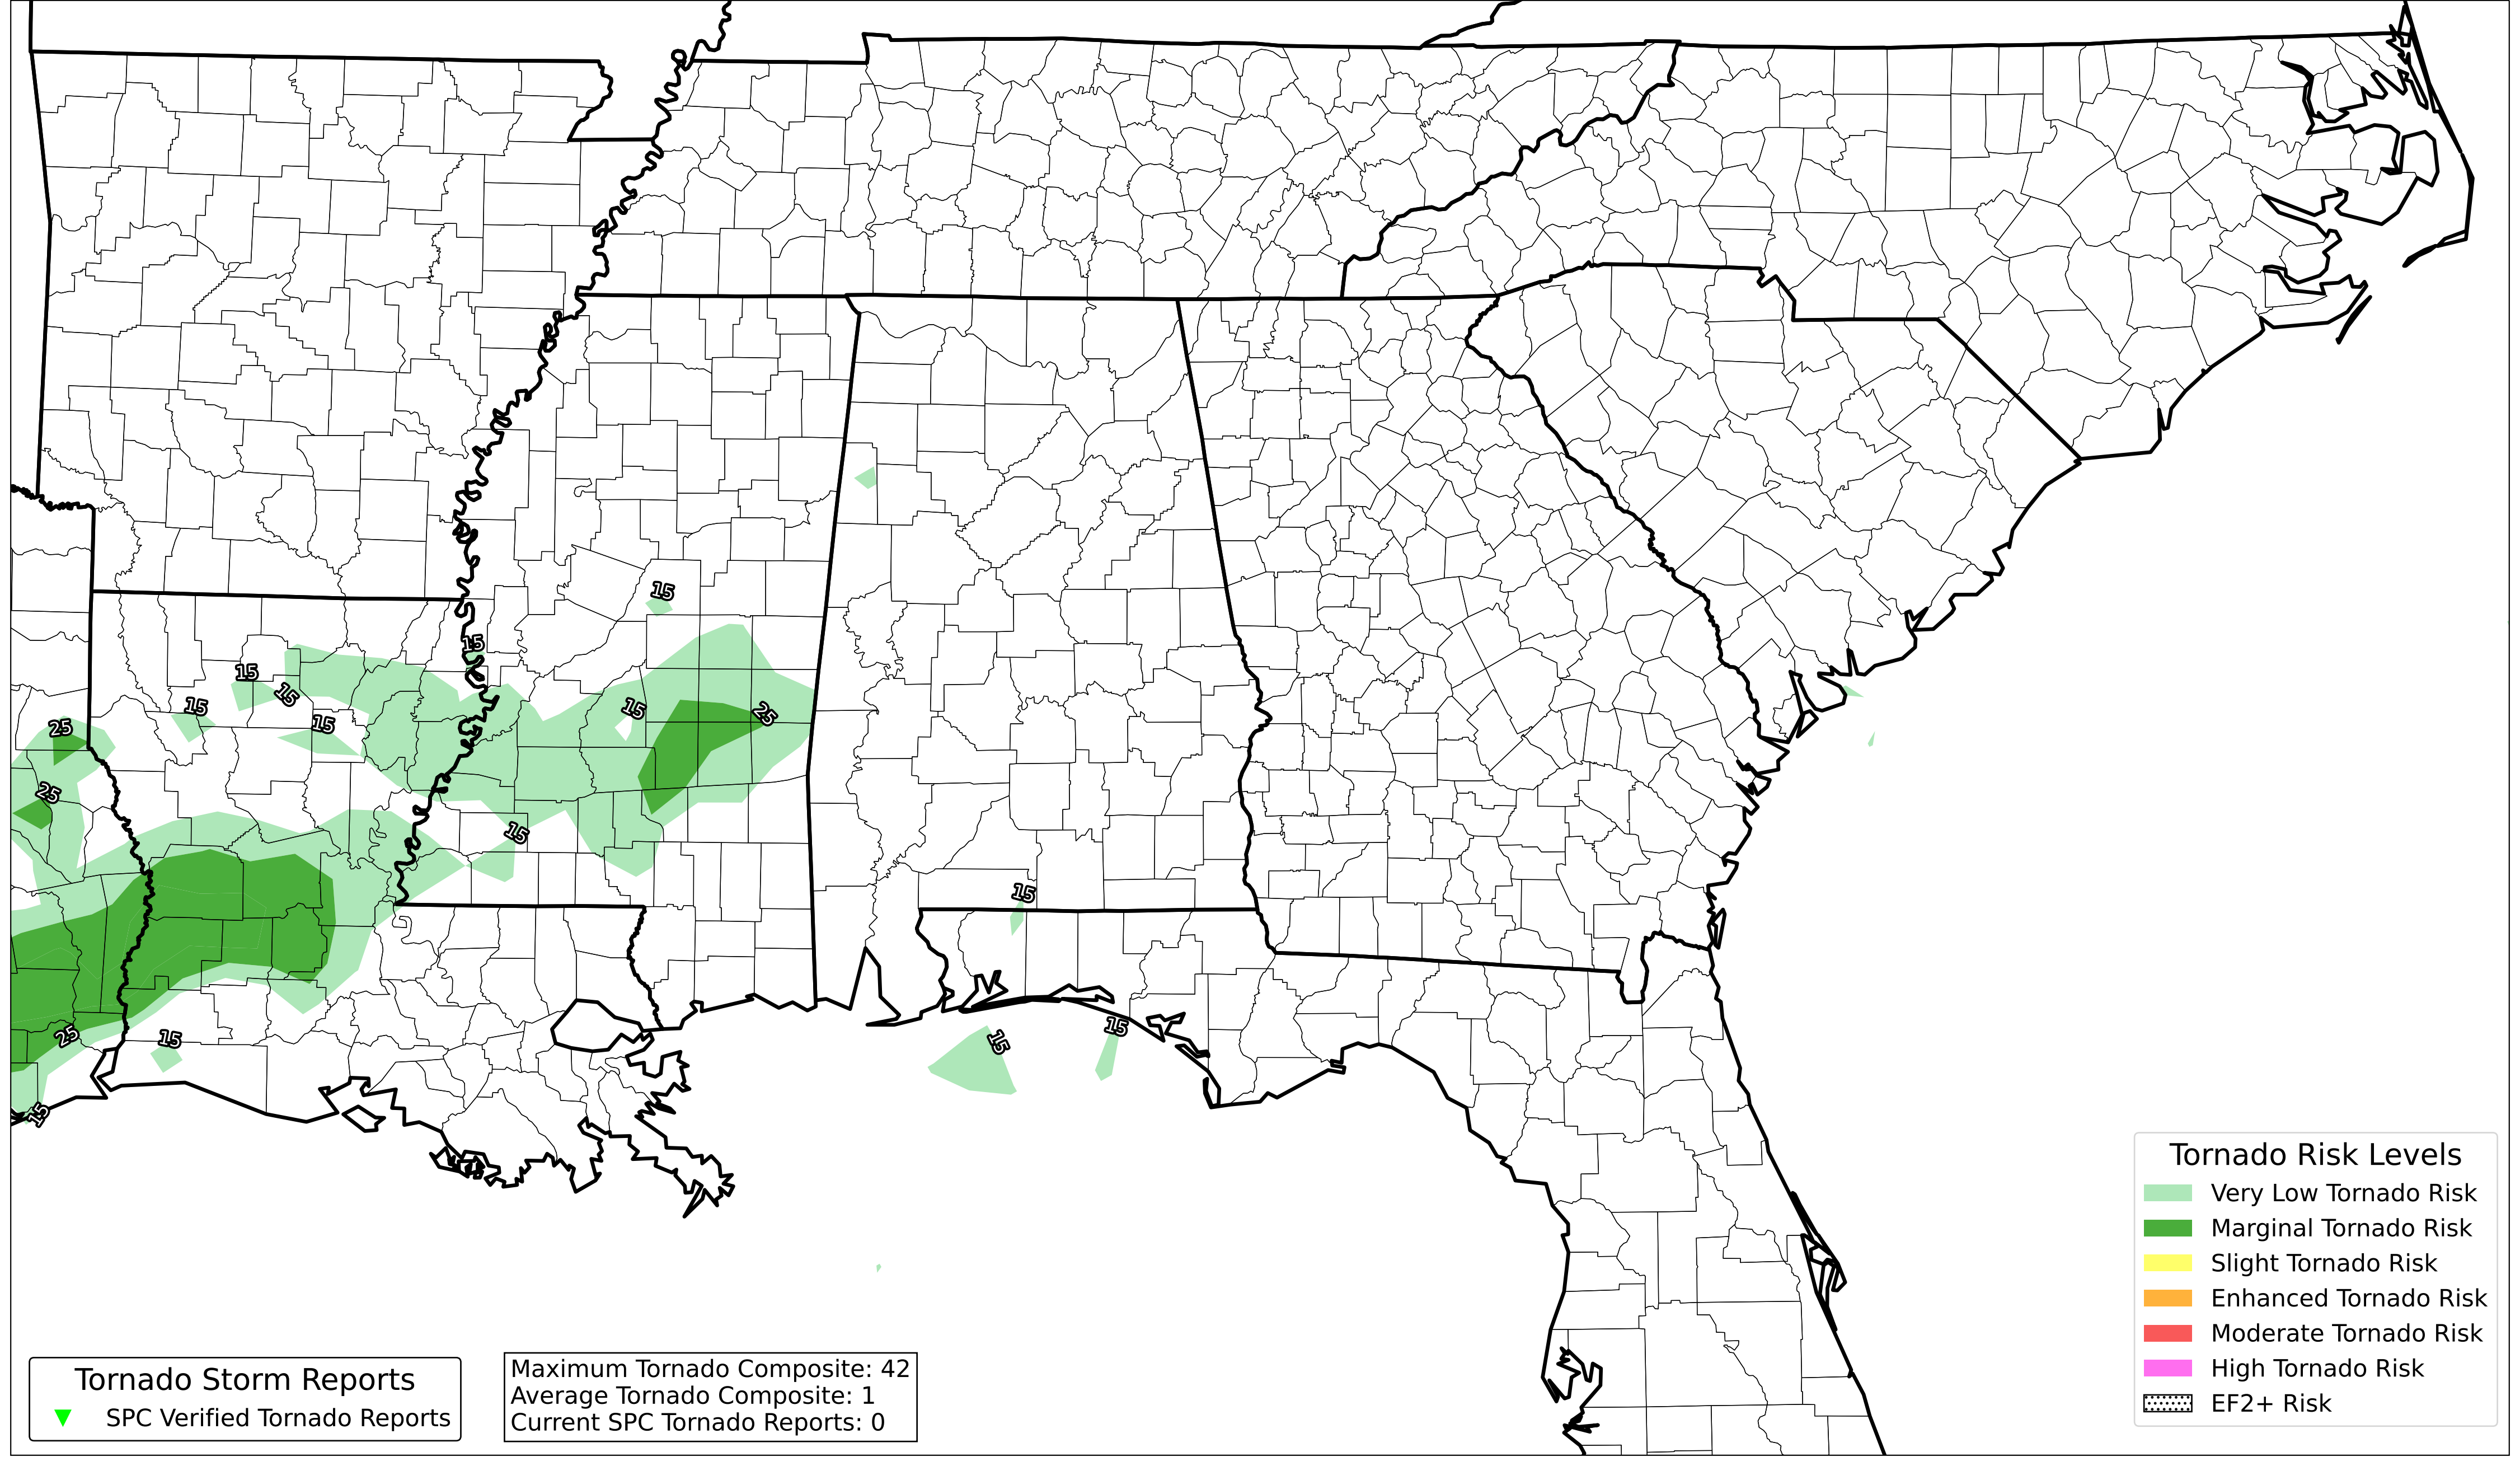 15
15
15
15
15
15
15
25
25
25
15
15
25
15
15
15
15
Tornado Risk Levels
Very Low Tornado Risk
Marginal Tornado Risk
Slight Tornado Risk
Enhanced Tornado Risk
Moderate Tornado Risk
High Tornado Risk
EF2+ Risk
Tornado Storm Reports
SPC Verified Tornado Reports
Maximum Tornado Composite: 42
Average Tornado Composite: 1
Current SPC Tornado Reports: 0